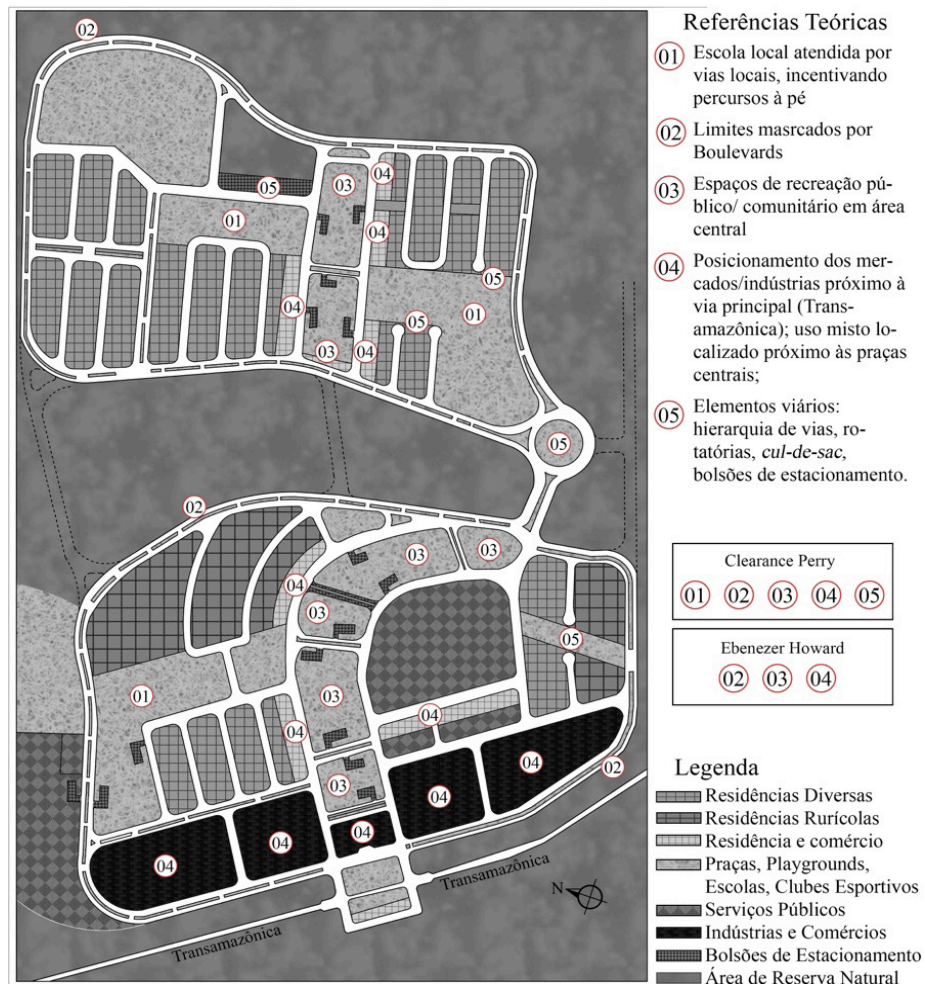 Referências Teóricas
01 Escola local atendida por
vias locais, incentivando
percursos à pé
02 Limites masrcados por
Boulevards
03 Espaços de recreação pú-
blico/ comunitário em área
central
04 Posicionamento dos mer-
cados/indústrias próximo à
via principal (Trans-
amazônica); uso misto lo-
calizado próximo às praças
centrais;
05 Elementos viários:
hierarquia de vias, ro-
tatórias, cul-de-sac,
bolsões de estacionamento.
Clearance Perry
01 02 03 04 05
Ebenezer Howard
02 03 04
Legenda
Residências Diversas
Residências Rurícolas
Residência e comércio
Praças, Playgrounds,
Escolas, Clubes Esportivos
Serviços Públicos
Indústrias e Comércios
Bolsões de Estacionamento
Área de Reserva Natural
02
04
05
03
01
04
05
04
01
05
03
04
05
02
03
03
04
03
05
01
03
04
04
02
04
03
04
04
04
04
N
Transamazônica
Transamazônica